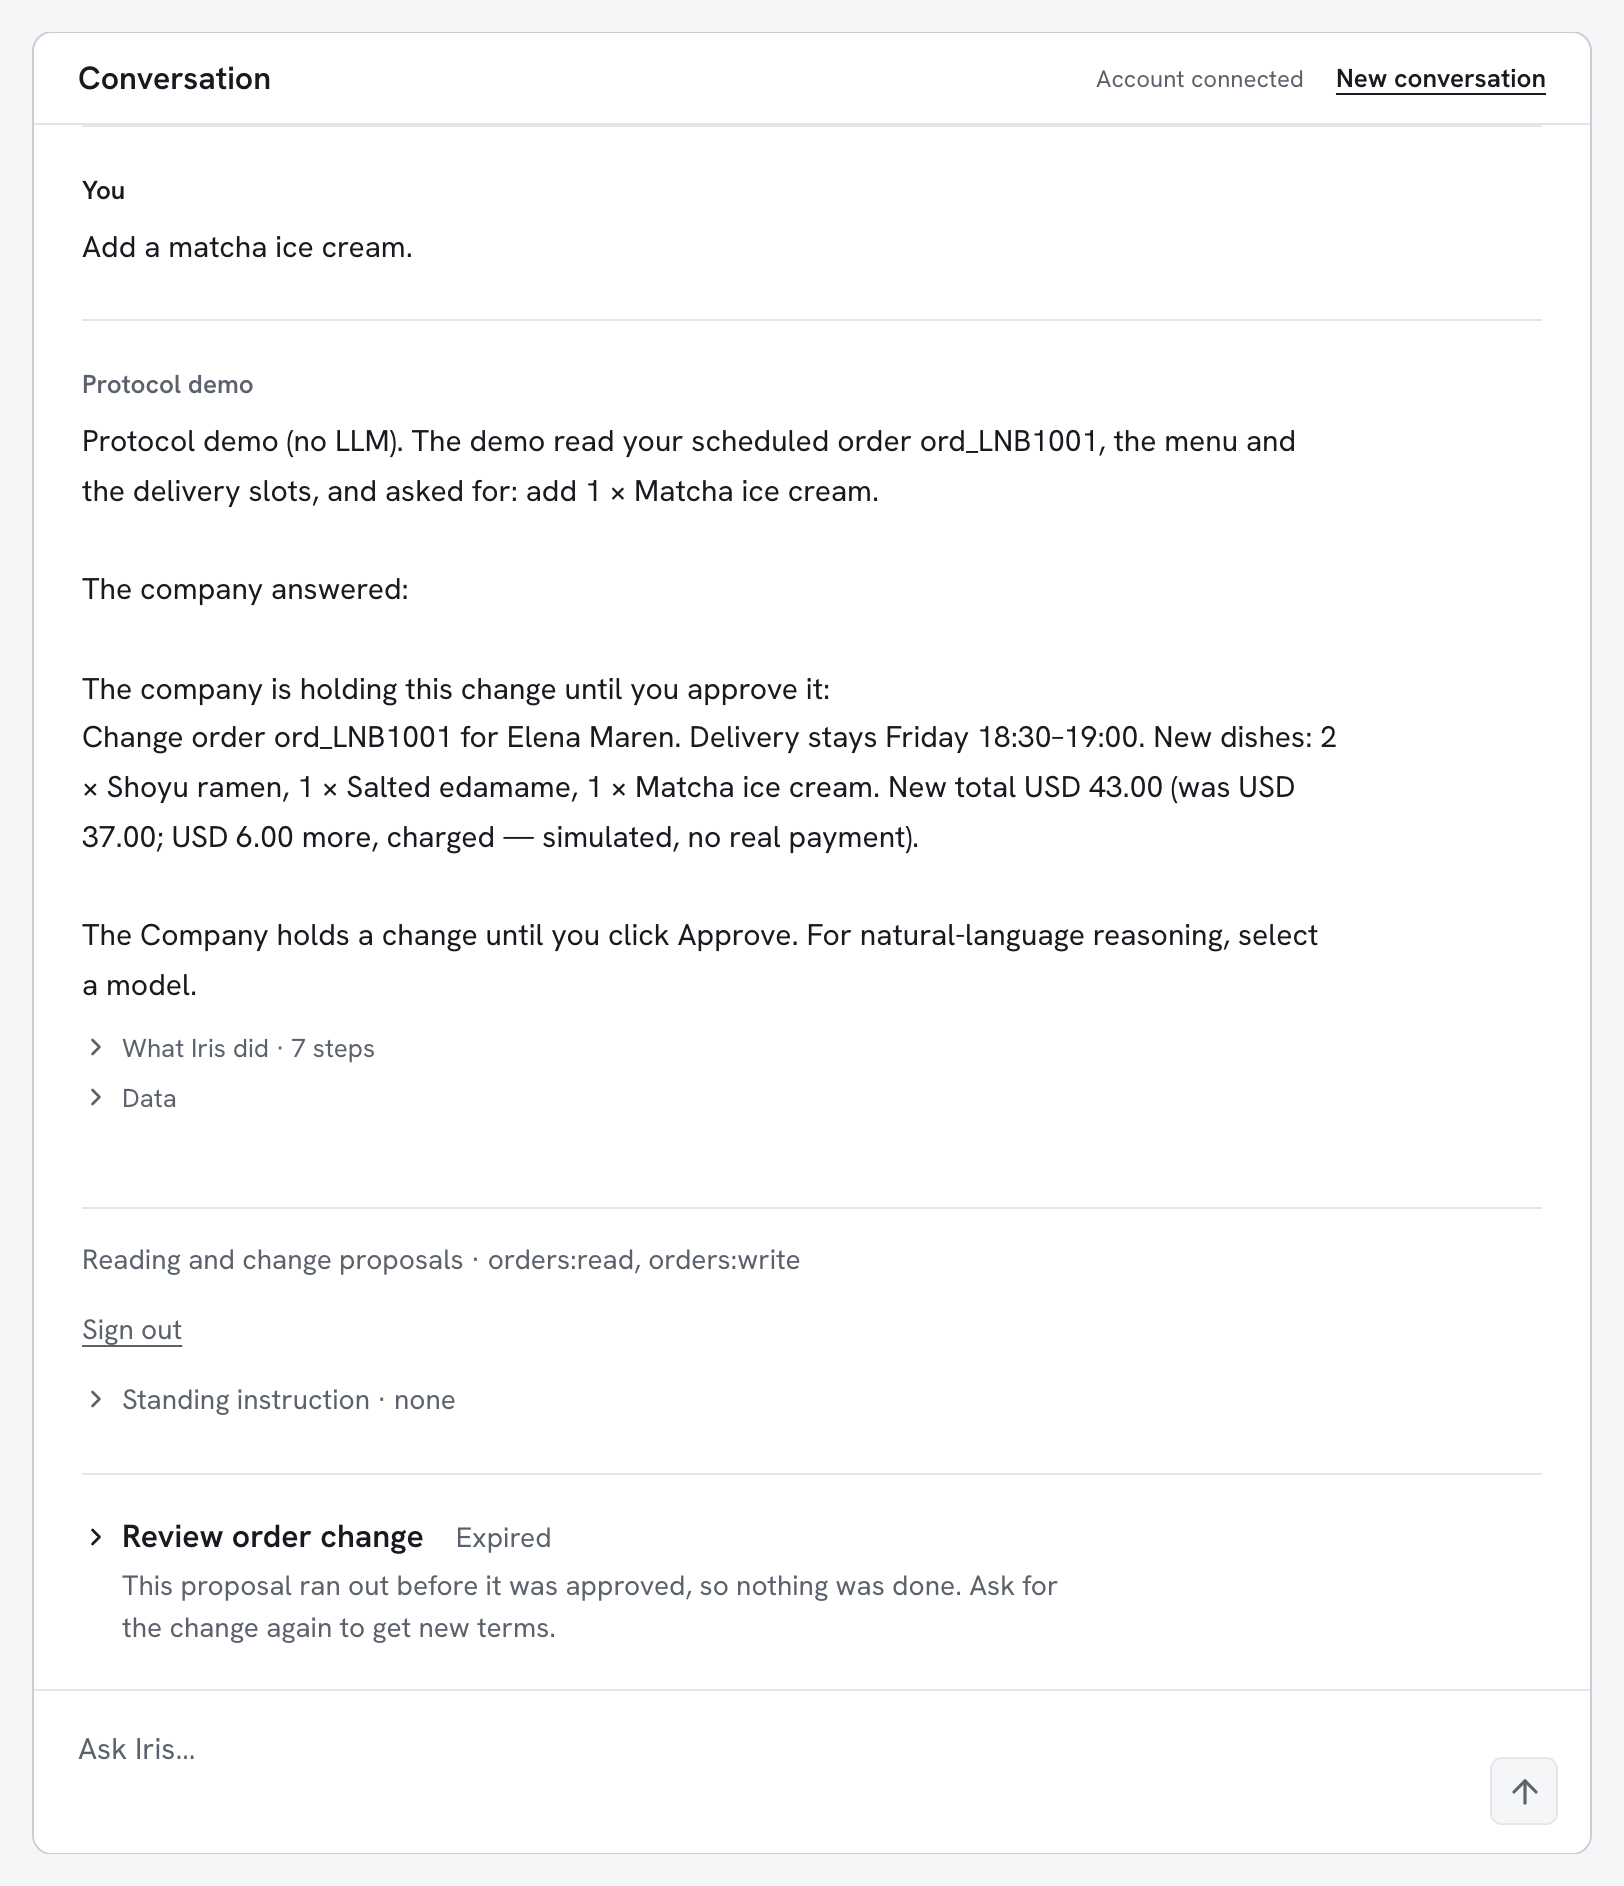 Conversation
Account connected
New conversation
You
Add a matcha ice cream.
Protocol demo
Protocol demo (no LLM). The demo read your scheduled order ord_LNB1001, the menu and
the delivery slots, and asked for: add 1 × Matcha ice cream.
The company answered:
The company is holding this change until you approve it:
Change order ord_LNB1001 for Elena Maren. Delivery stays Friday 18:30–19:00. New dishes: 2
× Shoyu ramen, 1 × Salted edamame, 1 × Matcha ice cream. New total USD 43.00 (was USD
37.00; USD 6.00 more, charged — simulated, no real payment).
The Company holds a change until you click Approve. For natural-language reasoning, select
a model.
What Iris did · 7 steps
Data
Reading and change proposals · orders:read, orders:write
Sign out
Standing instruction · none
Review order change Expired
This proposal ran out before it was approved, so nothing was done. Ask for
the change again to get new terms.
Ask Iris...